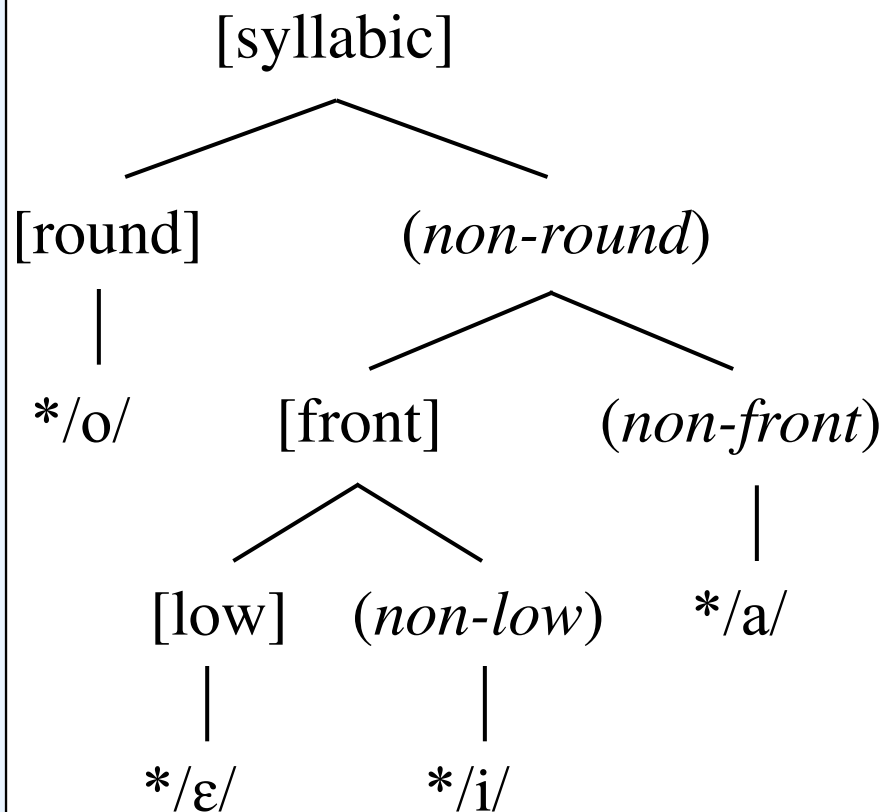 [syllabic]
[round] (non-round)
*/o/ [front] (non-front)
[low] (non-low) */a/
*/ɛ/ */i/